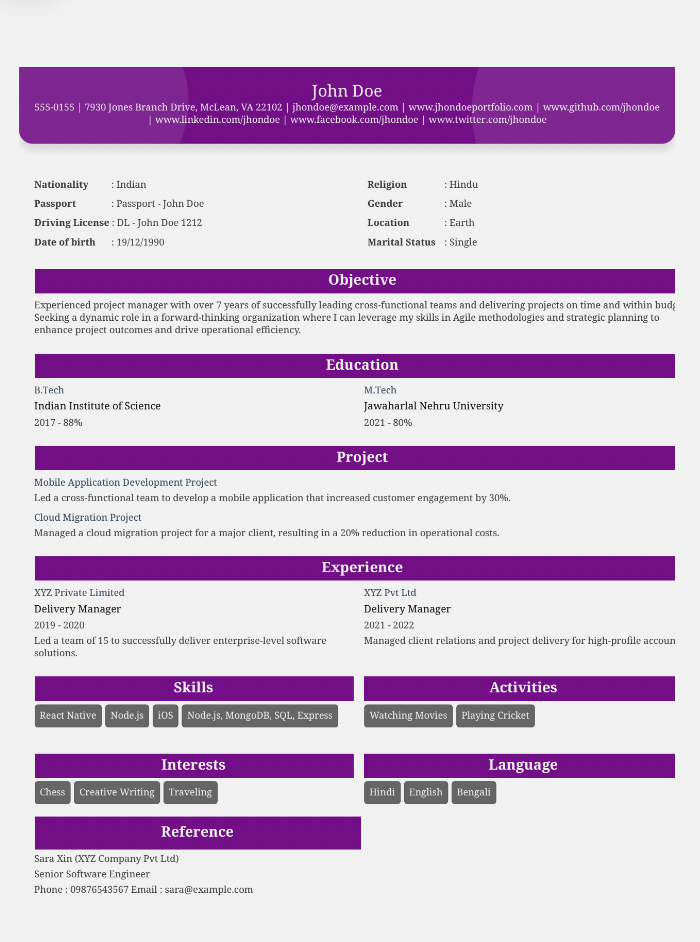 John Doe
555-0155 | 7930 Jones Branch Drive, McLean, VA 22102 | jhondoe@example.com | www.jhondoeportfolio.com | www.github.com/jhondoe
| www.linkedin.com/jhondoe | www.facebook.com/jhondoe | www.twitter.com/jhondoe
Nationality : Indian
Passport : Passport - John Doe
Driving License : DL - John Doe 1212
Date of birth : 19/12/1990
Religion : Hindu
Gender : Male
Location : Earth
Marital Status : Single
Objective
Experienced project manager with over 7 years of successfully leading cross-functional teams and delivering projects on time and within
Seeking a dynamic role in a forward-thinking organization where I can leverage my skills in Agile methodologies and strategic planning to
enhance project outcomes and drive operational efficiency.
Education
B.Tech
Indian Institute of Science
2017 - 88%
M.Tech
Jawaharlal Nehru University
2021 - 80%
Project
Mobile Application Development Project
Led a cross-functional team to develop a mobile application that increased customer engagement by 30%.
Cloud Migration Project
Managed a cloud migration project for a major client, resulting in a 20% reduction in operational costs.
Experience
XYZ Private Limited
Delivery Manager
2019 - 2020
Led a team of 15 to successfully deliver enterprise-level software
solutions.
XYZ Pvt Ltd
Delivery Manager
2021 - 2022
Managed client relations and project delivery for high-profile accoun
Skills
React Native Node.js iOS Node.js, MongoDB, SQL, Express
Activities
Watching Movies Playing Cricket
Interests
Chess Creative Writing Traveling
Language
Hindi English Bengali
Reference
Sara Xin (XYZ Company Pvt Ltd)
Senior Software Engineer
Phone : 09876543567 Email : sara@example.com